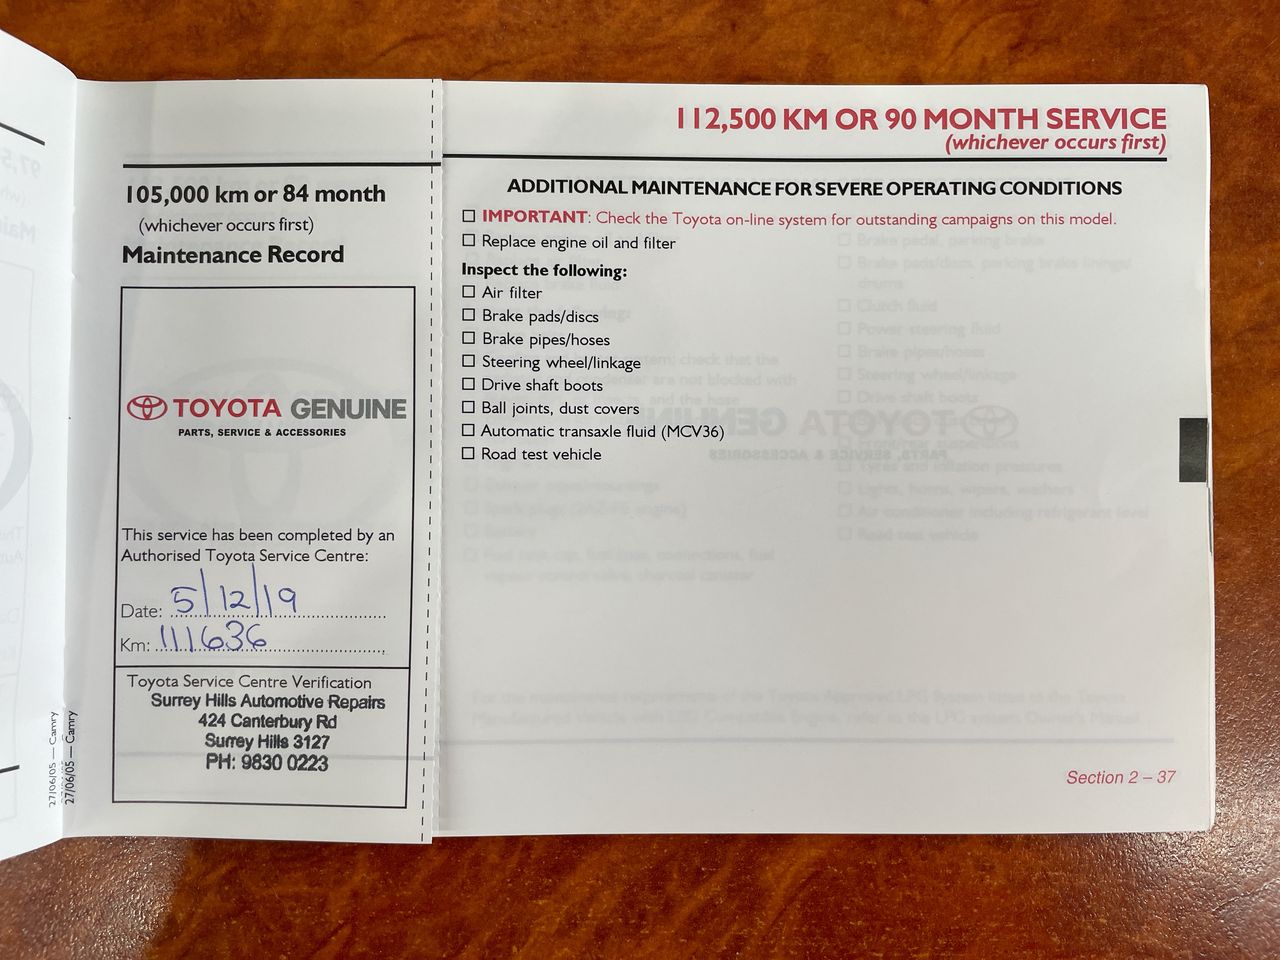 105,000 km or 84 month
(whichever occurs first)
Maintenance Record
TOYOTA GENUINE
PARTS, SERVICE & ACCESSORIES
This service has been completed by an
Authorised Toyota Service Centre:
Date: 5/12/19
Km: 111636
Toyota Service Centre Verification
Surrey Hills Automotive Repairs
424 Canterbury Rd
Surrey Hills 3127
PH: 9830 0223
27/06/05 — Camry
27/06/05 — Camry
112,500 KM OR 90 MONTH SERVICE
(whichever occurs first)
ADDITIONAL MAINTENANCE FOR SEVERE OPERATING CONDITIONS
☐ IMPORTANT: Check the Toyota on-line system for outstanding campaigns on this model.
☐ Replace engine oil and filter
Inspect the following:
☐ Air filter
☐ Brake pads/discs
☐ Brake pipes/hoses
☐ Steering wheel/linkage
☐ Drive shaft boots
☐ Ball joints, dust covers
☐ Automatic transaxle fluid (MCV36)
☐ Road test vehicle
Section 2 – 37